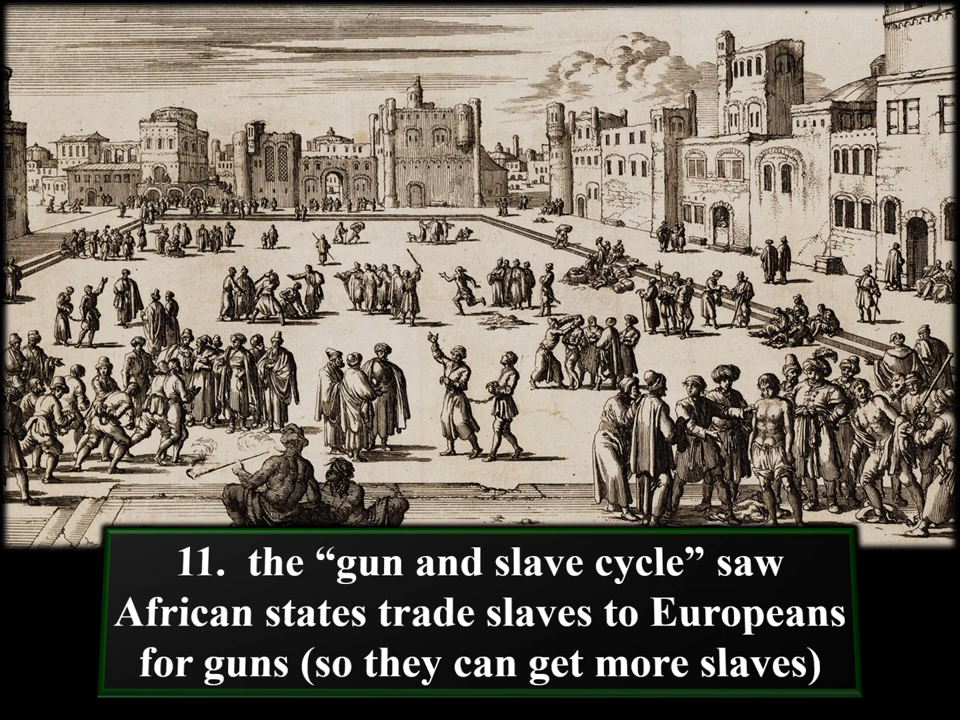 11.  the “gun and slave cycle” saw
African states trade slaves to Europeans
for guns (so they can get more slaves)